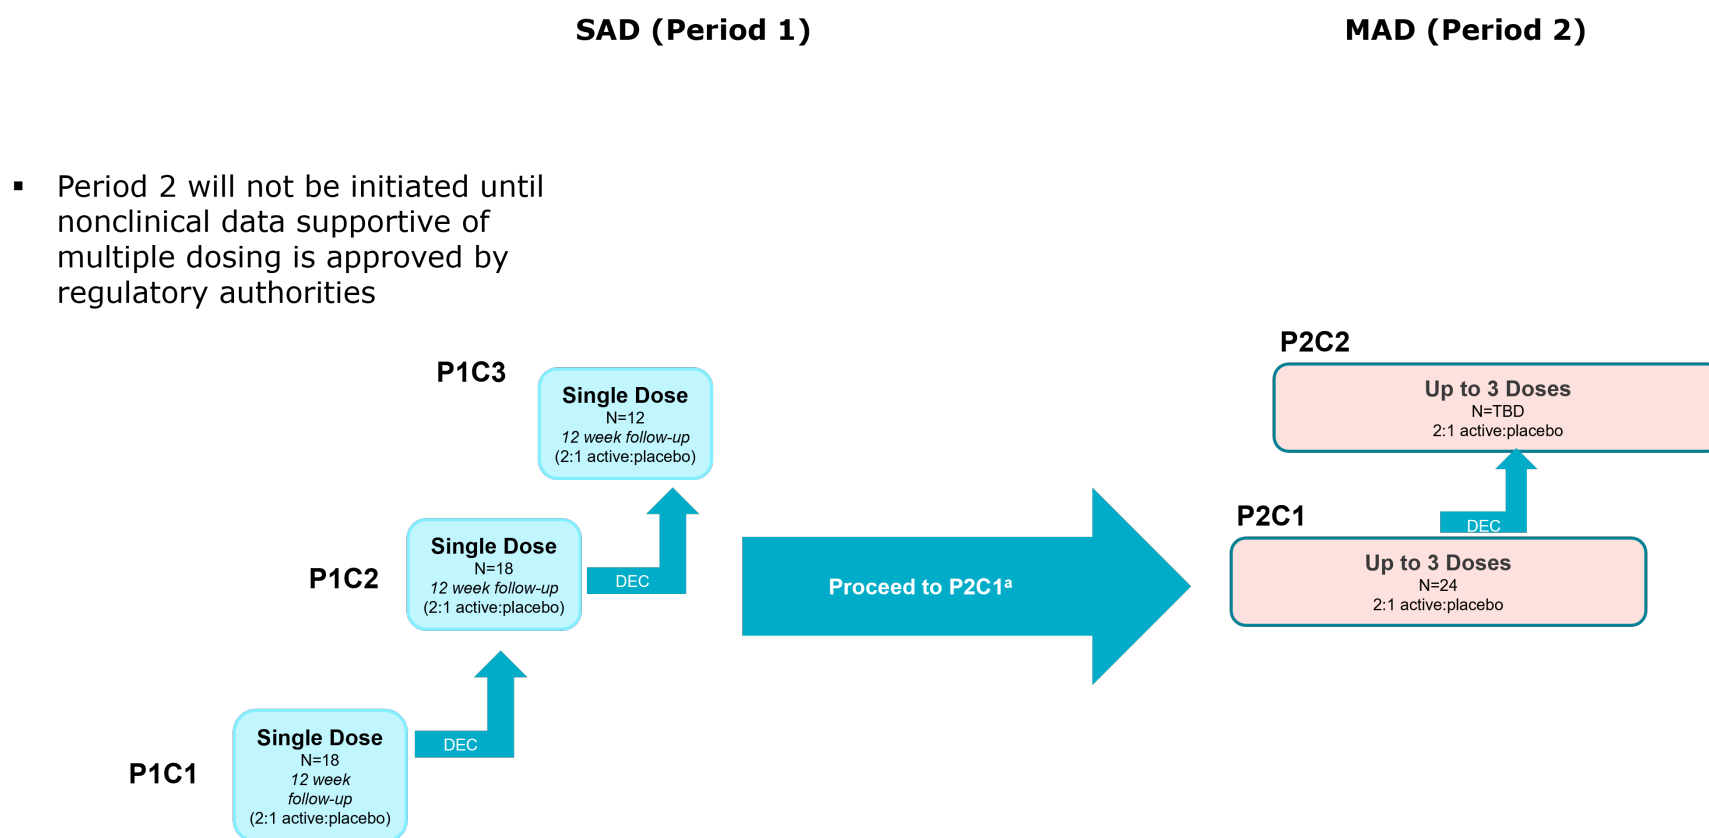 SAD (Period 1)
MAD (Period 2)
▪ Period 2 will not be initiated until
nonclinical data supportive of
multiple dosing is approved by
regulatory authorities
P2C2
Up to 3 Doses
N=TBD
2:1 active:placebo
P1C3
Single Dose
N=12
12 week follow-up
(2:1 active:placebo)
DEC
P2C1
Up to 3 Doses
N=24
2:1 active:placebo
Proceed to P2C1ᵃ
P1C2
Single Dose
N=18
12 week follow-up
(2:1 active:placebo)
DEC
P1C1
Single Dose
N=18
12 week
follow-up
(2:1 active:placebo)
DEC